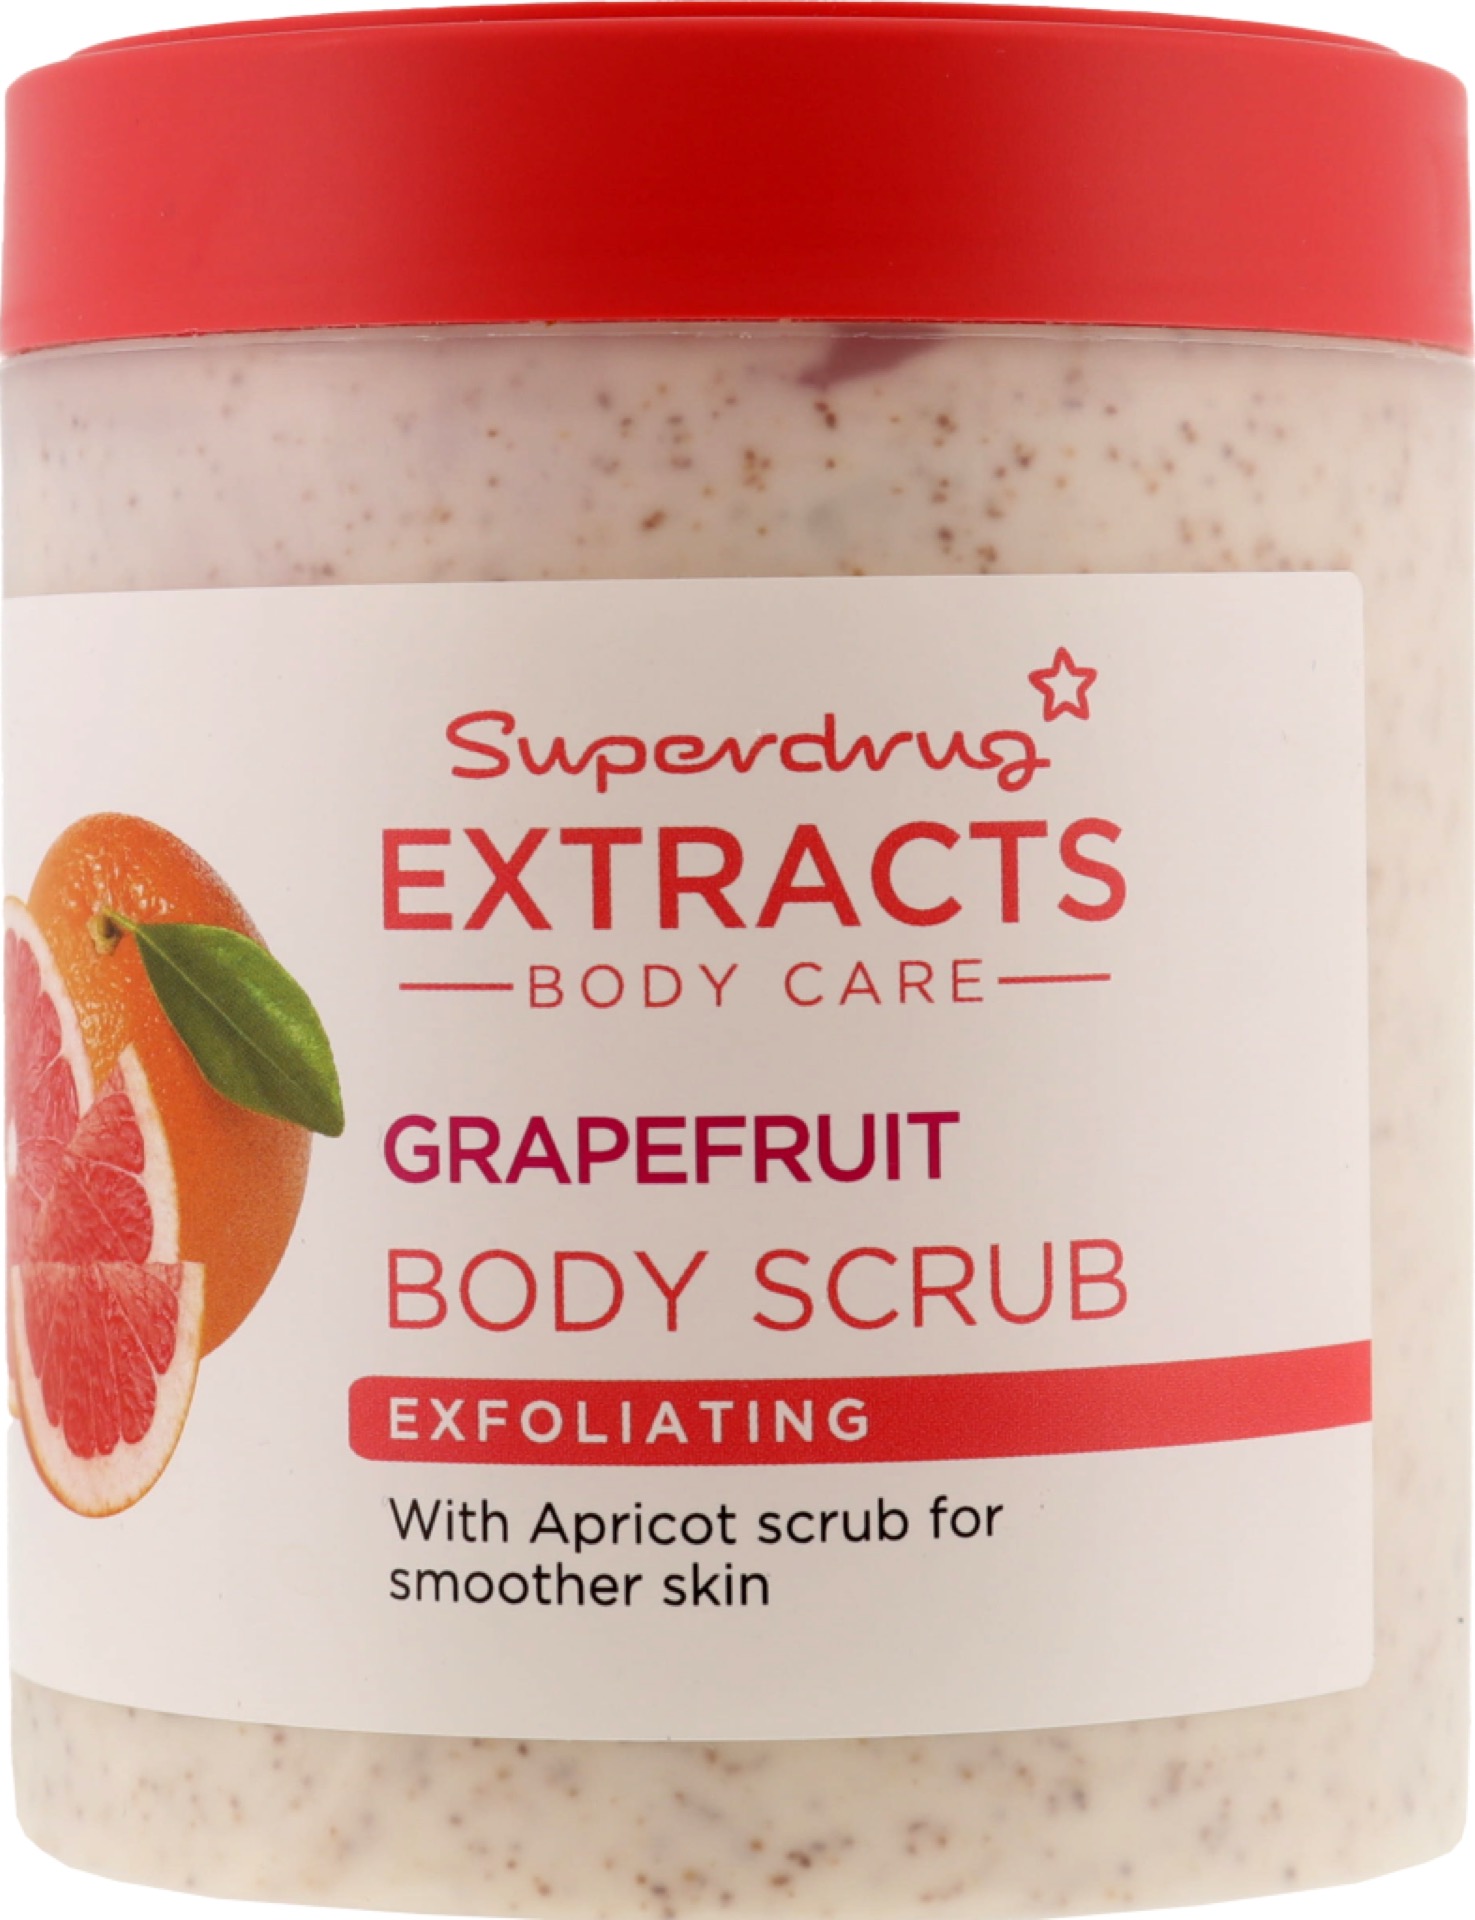 Superdrug
EXTRACTS
BODY CARE
GRAPEFRUIT
BODY SCRUB
EXFOLIATING
With Apricot scrub for
smoother skin